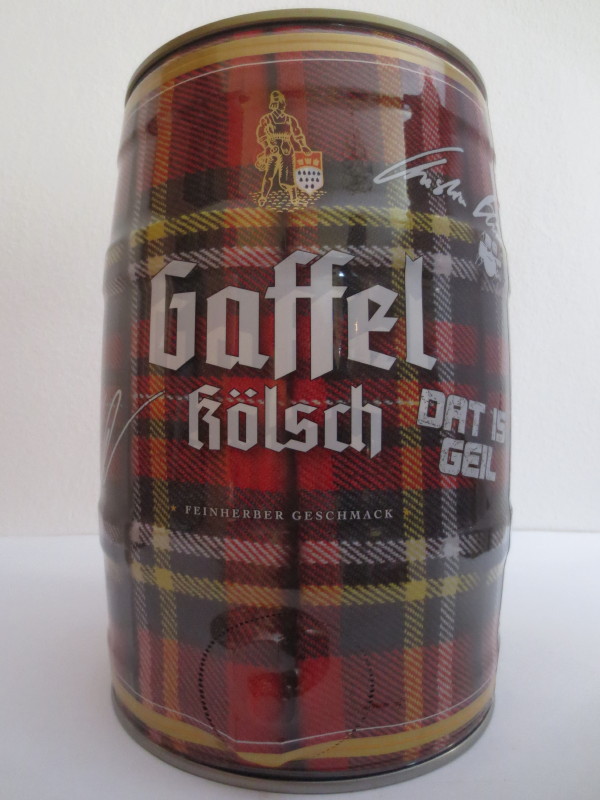 Gaffel
Kölsch
DAT IS
GEIL
FEINHERBER GESCHMACK